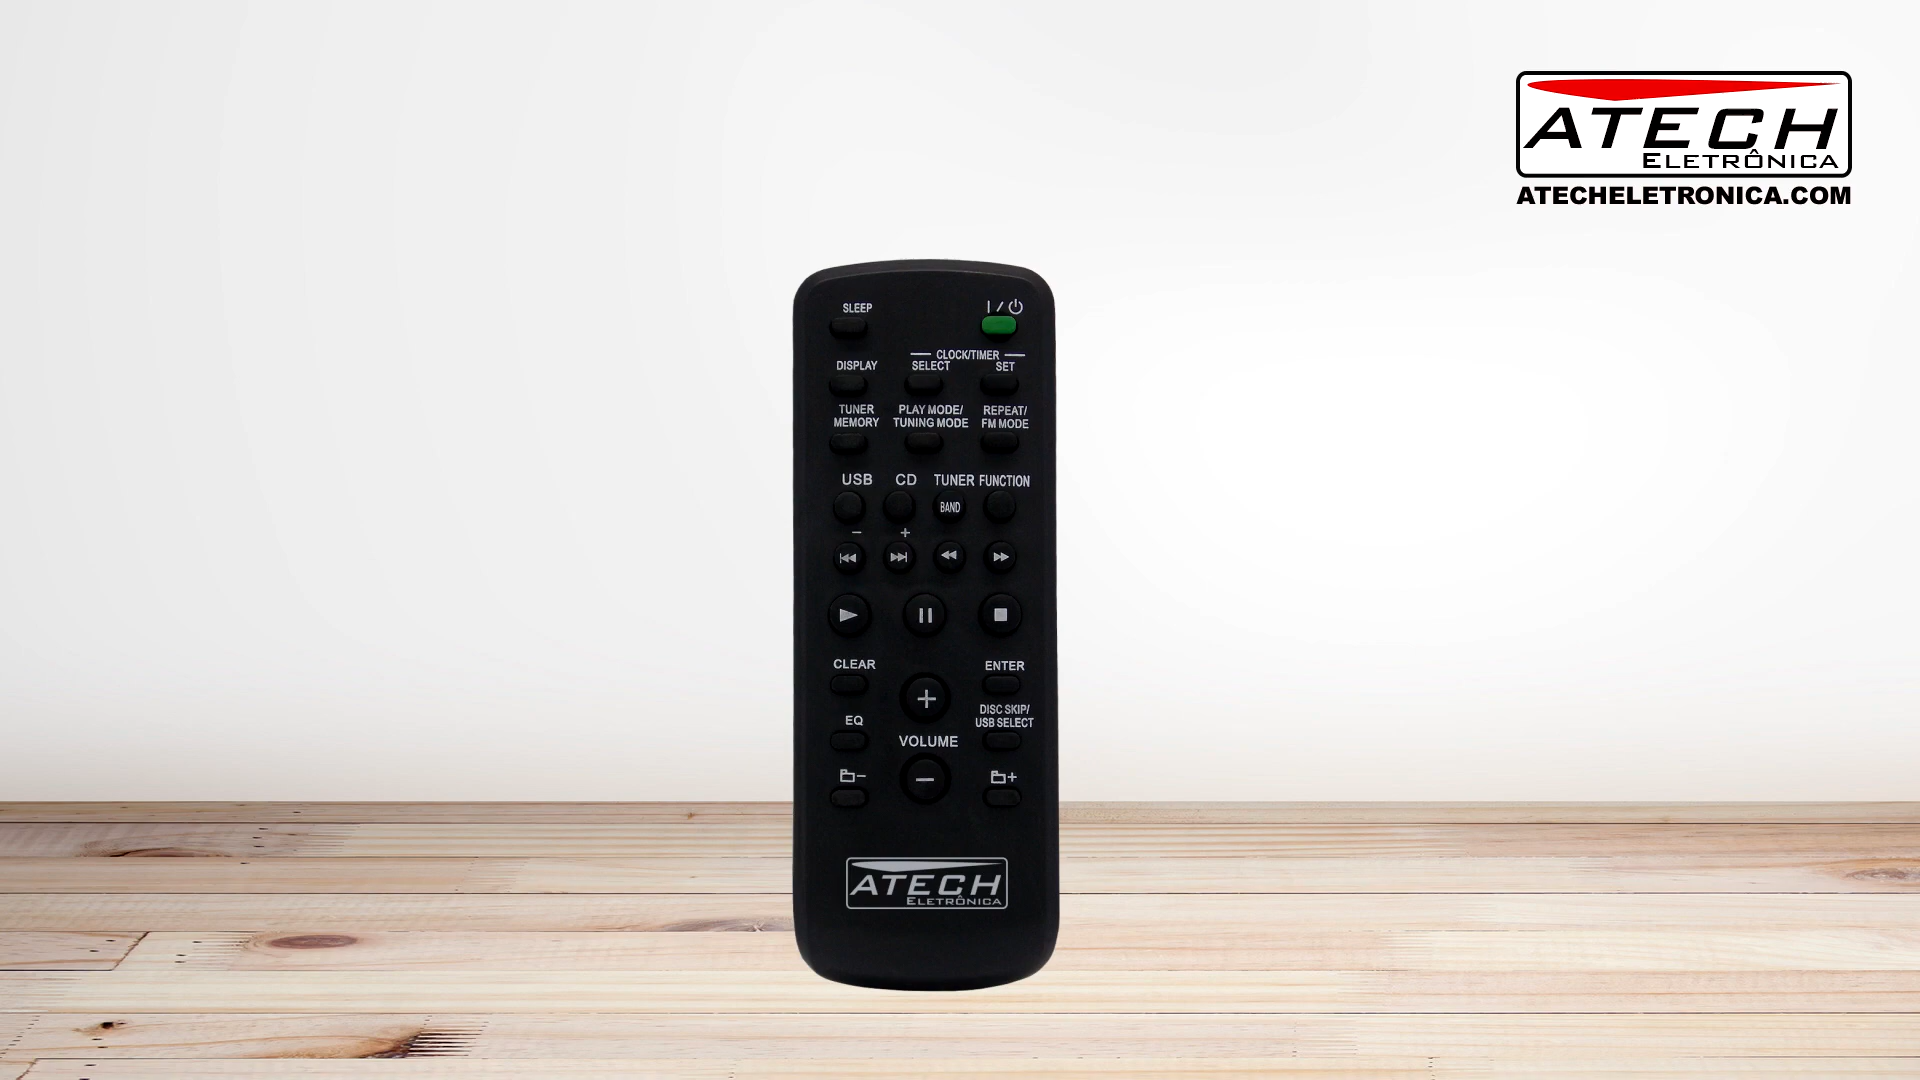 ATECH
ELETRÔNICA
ATECHELETRONICA.COM
SLEEP
CLOCK/TIMER
DISPLAY SELECT SET
TUNER MEMORY PLAY MODE/ TUNING MODE REPEAT/ FM MODE
USB CD TUNER FUNCTION
BAND
- +
CLEAR ENTER
+
DISC SKIP/
EQ USB SELECT
VOLUME
- - +
ATECH
ELETRÔNICA